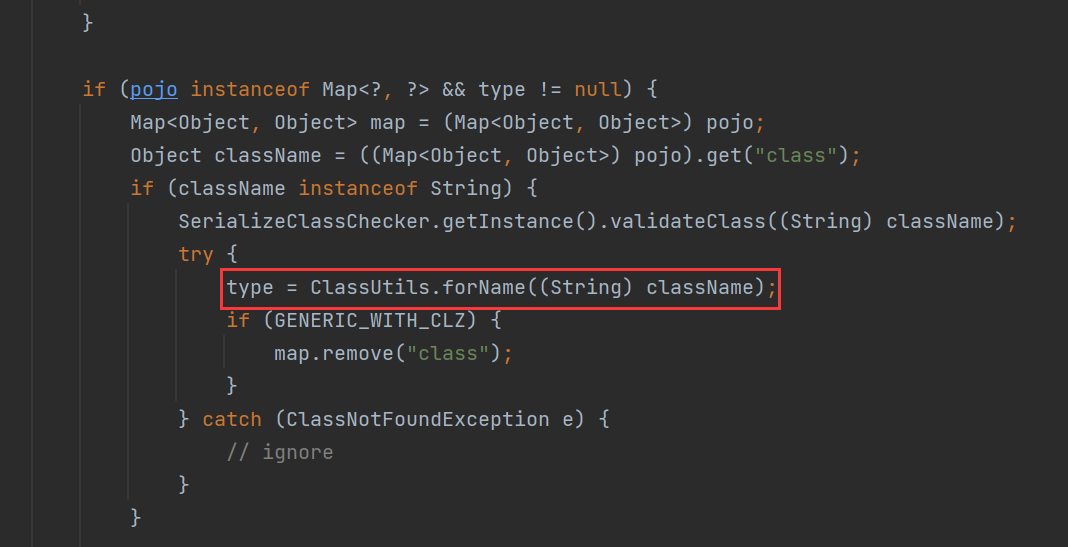 }
if (pojo instanceof Map<?, ?> && type != null) {
Map<Object, Object> map = (Map<Object, Object>) pojo;
Object className = ((Map<Object, Object>) pojo).get("class");
if (className instanceof String) {
SerializeClassChecker.getInstance().validateClass((String) className);
try {
type = ClassUtils.forName((String) className);
if (GENERIC_WITH_CLZ) {
map.remove("class");
}
} catch (ClassNotFoundException e) {
// ignore
}
}